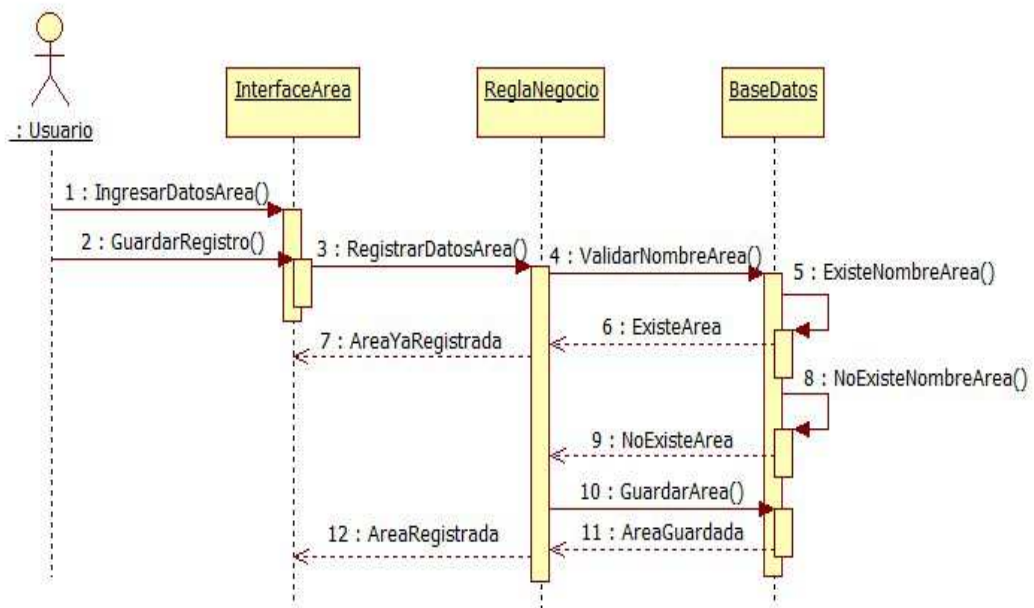 : Usuario
InterfaceArea
ReglaNegocio
BaseDatos
1 : IngresarDatosArea()
2 : GuardarRegistro()
3 : RegistrarDatosArea()
4 : ValidarNombreArea()
5 : ExisteNombreArea()
6 : ExisteArea
7 : AreaYaRegistrada
8 : NoExisteNombreArea()
9 : NoExisteArea
10 : GuardarArea()
11 : AreaGuardada
12 : AreaRegistrada